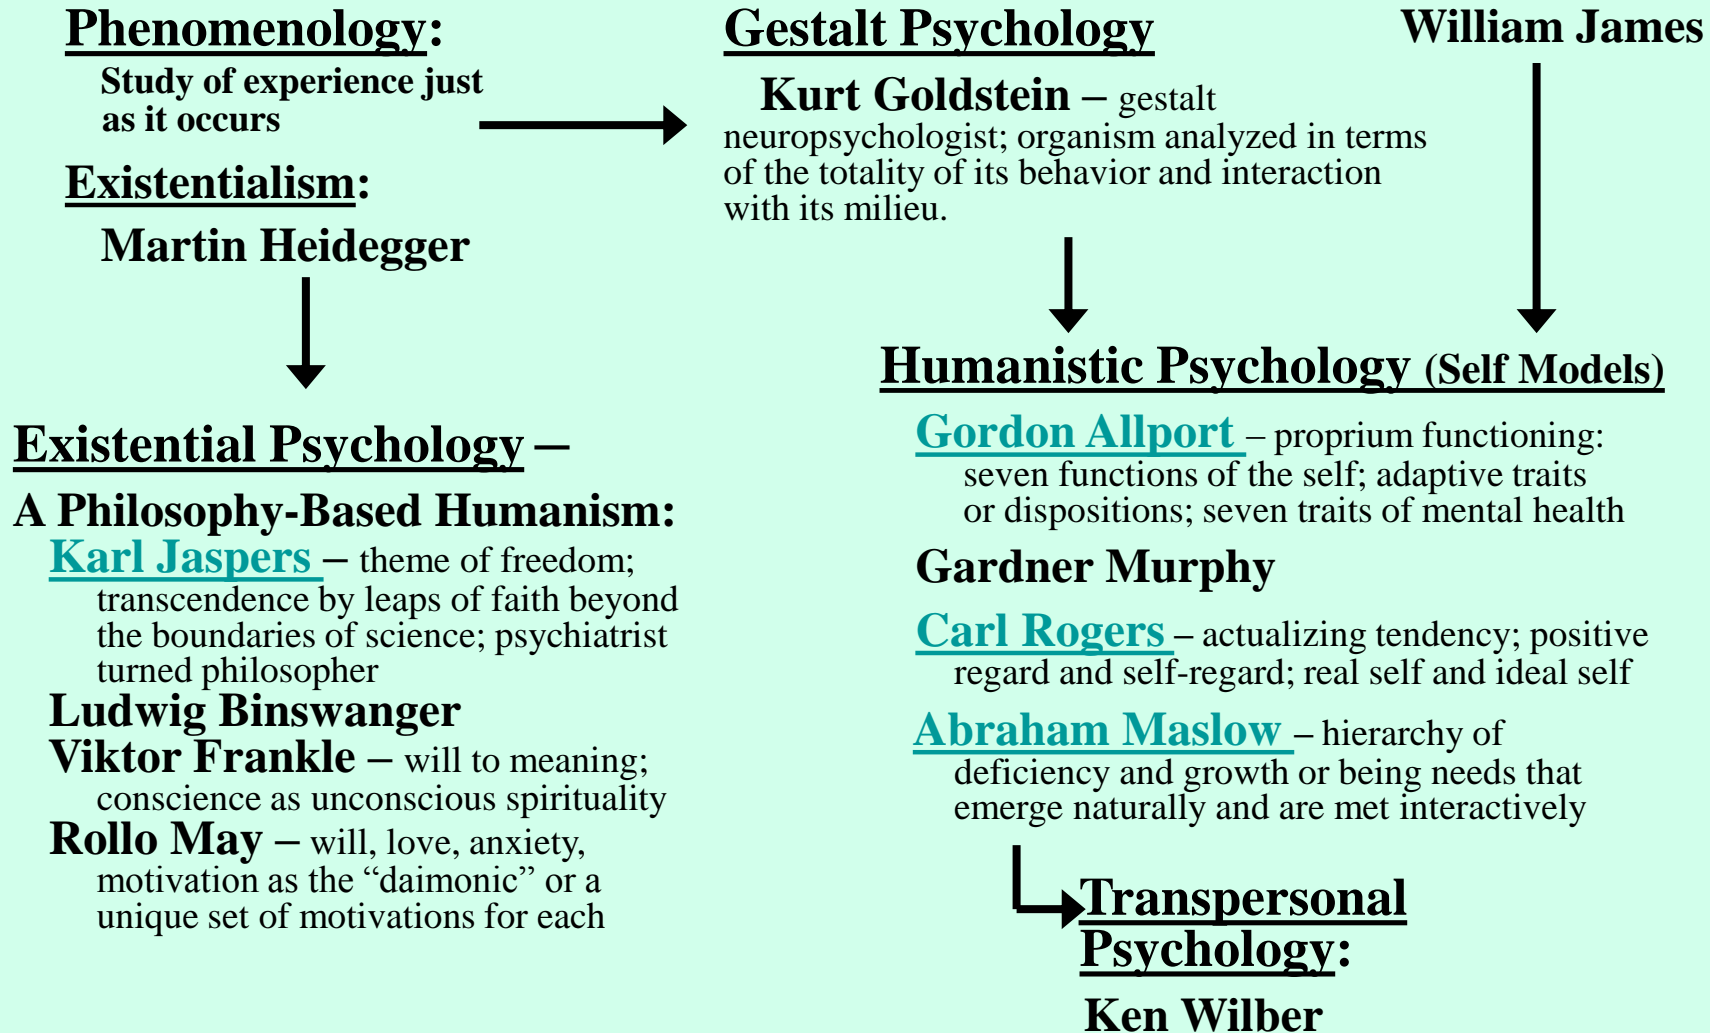 Phenomenology:
Study of experience just
as it occurs
Existentialism:
Martin Heidegger
Existential Psychology –
A Philosophy-Based Humanism:
Karl Jaspers – theme of freedom;
transcendence by leaps of faith beyond
the boundaries of science; psychiatrist
turned philosopher
Ludwig Binswanger
Viktor Frankle – will to meaning;
conscience as unconscious spirituality
Rollo May – will, love, anxiety,
motivation as the “daimonic” or a
unique set of motivations for each
Gestalt Psychology
Kurt Goldstein – gestalt
neuropsychologist; organism analyzed in terms
of the totality of its behavior and interaction
with its milieu.
William James
Humanistic Psychology (Self Models)
Gordon Allport – proprium functioning:
seven functions of the self; adaptive traits
or dispositions; seven traits of mental health
Gardner Murphy
Carl Rogers – actualizing tendency; positive
regard and self-regard; real self and ideal self
Abraham Maslow – hierarchy of
deficiency and growth or being needs that
emerge naturally and are met interactively
Transpersonal
Psychology:
Ken Wilber